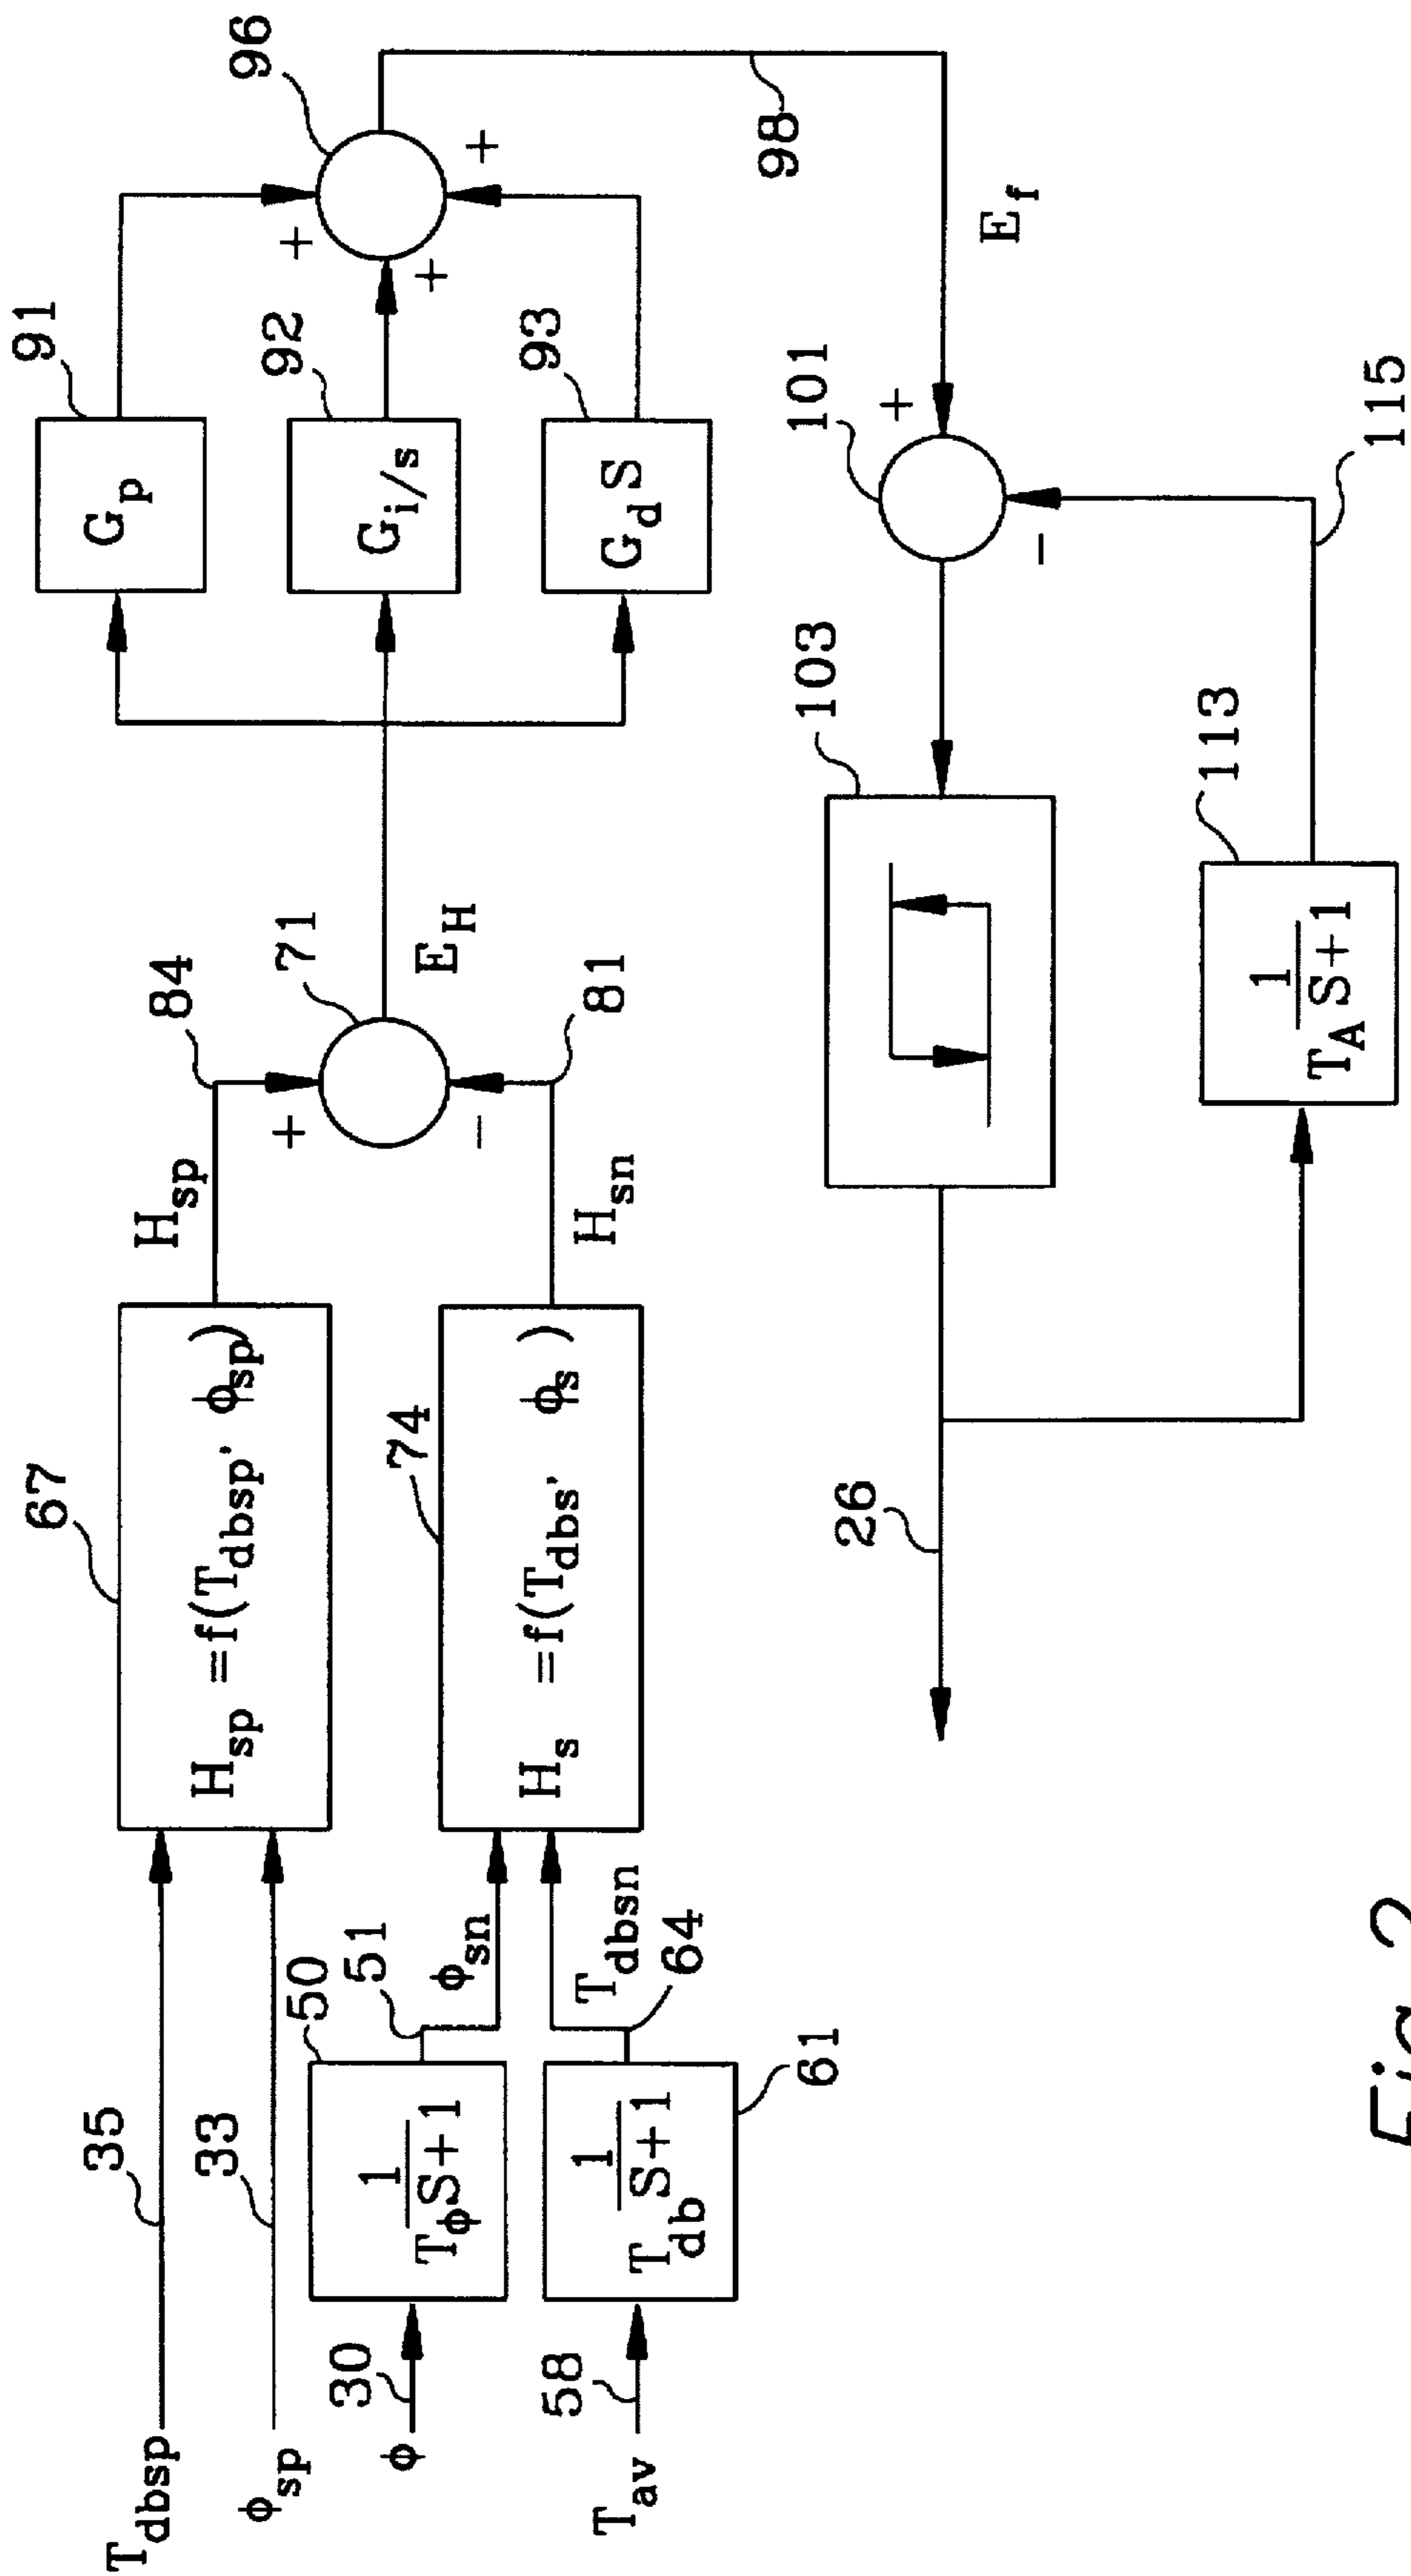 96
91
G_p
92
G_i/s
93
G_d S
+
+
+
98
E_f
84
H_sp
71
+
-
E_H
81
H_sn
67
H_sp =f(T_dbsp, ϕ_sp)
74
H_s =f(T_dbs, ϕ_s)
T_dbsp
35
ϕ_sp
33
ϕ
30
50
1
T_ϕ S+1
51
ϕ_sn
T_av
58
1
T_db S+1
61
64
T_dbsn
101
+
-
103
115
113
1
T_A S+1
26
Fig. 2